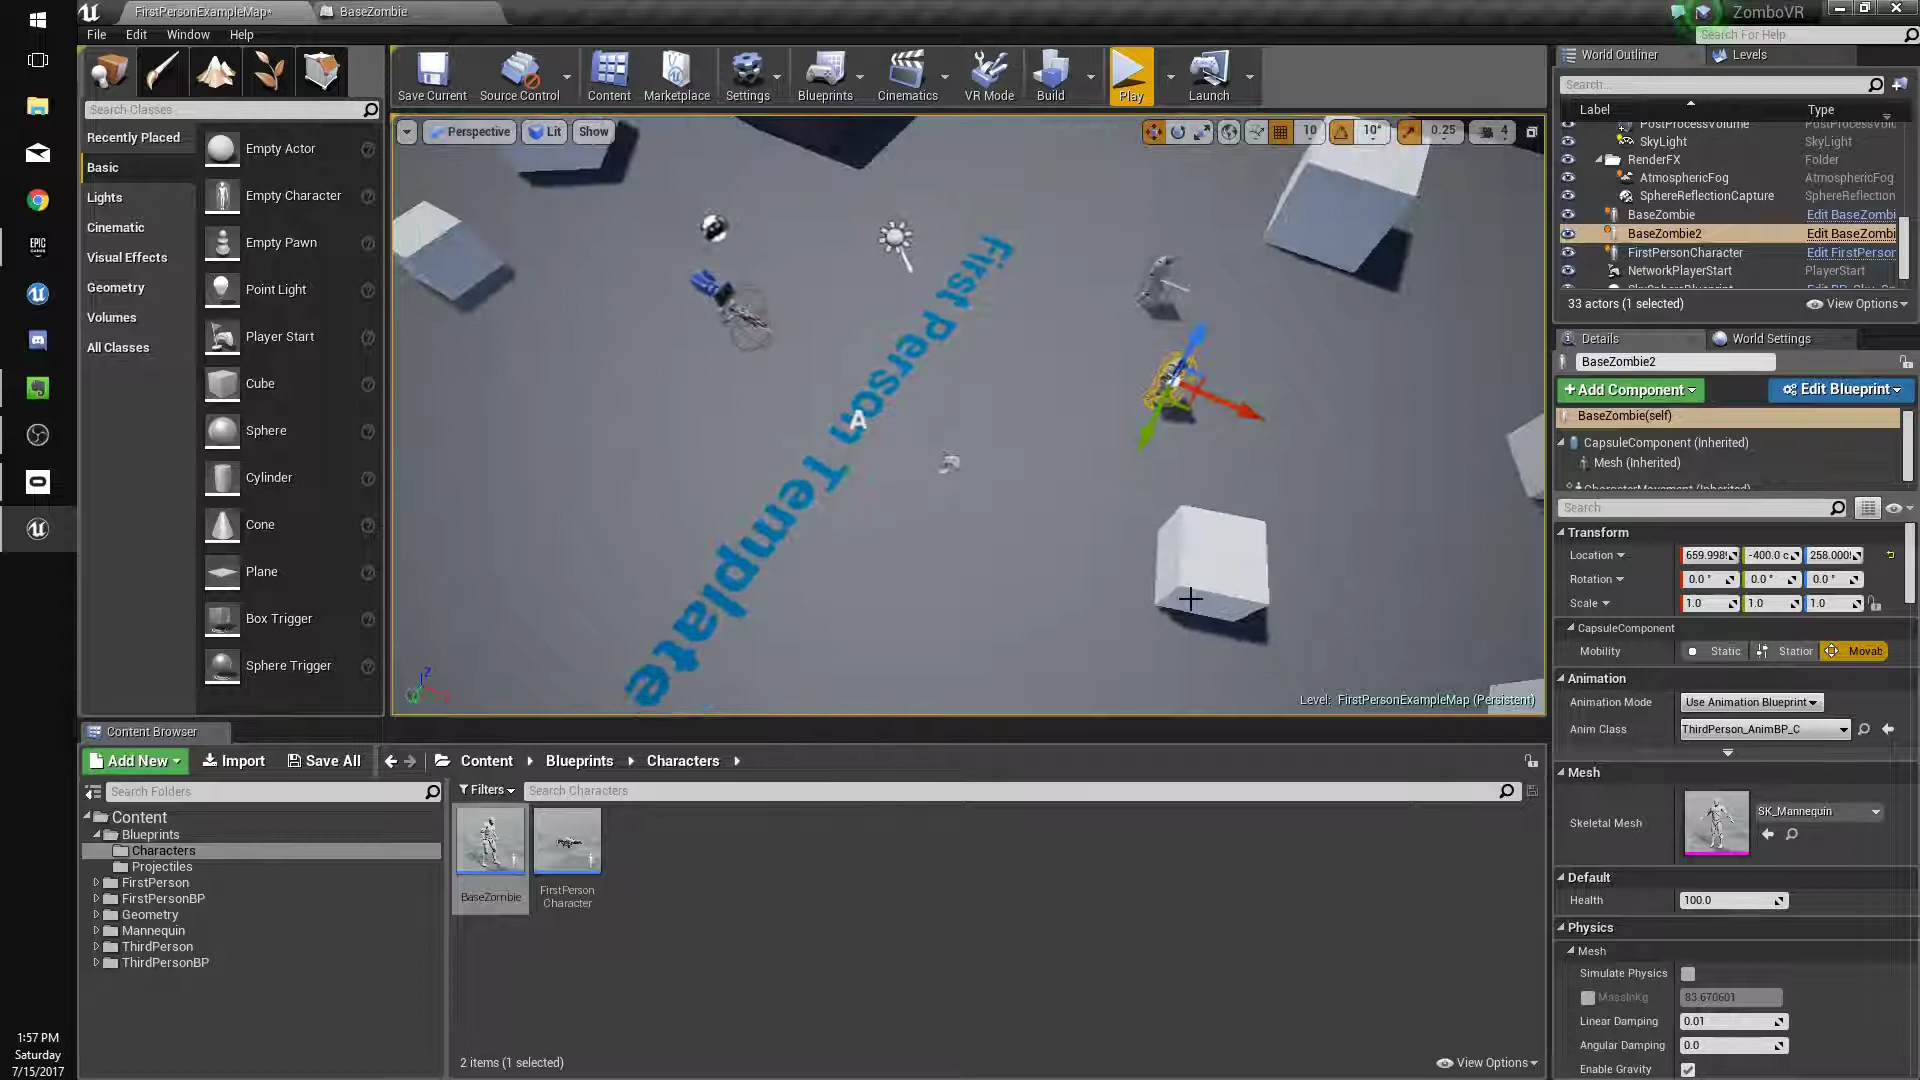 FirstPersonExampleMap*
BaseZombie
ZomboVR
File Edit Window Help
Search For Help
Save Current
Source Control
Content
Marketplace
Settings
Blueprints
Cinematics
VR Mode
Build
Play
Launch
World Outliner
Levels
Search Classes
Search...
Label
Type
Recently Placed
Basic
Lights
Cinematic
Visual Effects
Geometry
Volumes
All Classes
Empty Actor
Empty Character
Empty Pawn
Point Light
Player Start
Cube
Sphere
Cylinder
Cone
Plane
Box Trigger
Sphere Trigger
Perspective
Lit
Show
10
10°
0.25
4
First Person Template
A
Z
Level: FirstPersonExampleMap (Persistent)
PostProcessVolume
SkyLight
RenderFX Folder
AtmosphericFog AtmosphericFog
SphereReflectionCapture SphereReflection
BaseZombie Edit BaseZombi
BaseZombie2 Edit BaseZombi
FirstPersonCharacter Edit FirstPerson
NetworkPlayerStart PlayerStart
33 actors (1 selected)
View Options
Details
World Settings
BaseZombie2
+Add Component
Edit Blueprint
BaseZombie(self)
CapsuleComponent (Inherited)
Mesh (Inherited)
CharacterMovement (Inherited)
Search
Transform
Location 659.998 -400.0 c 258.000
Rotation 0.0 ° 0.0 ° 0.0 °
Scale 1.0 1.0 1.0
CapsuleComponent
Mobility Static Station Movab
Animation
Animation Mode Use Animation Blueprint
Anim Class ThirdPerson_AnimBP_C
Mesh
Skeletal Mesh SK_Mannequin
Default
Health 100.0
Physics
Mesh
Simulate Physics
MassInKg 83.670601
Linear Damping 0.01
Angular Damping 0.0
Enable Gravity
Content Browser
Add New
Import
Save All
Content
Blueprints
Characters
Search Folders
Filters
Search Characters
Content
Blueprints
Characters
Projectiles
FirstPerson
FirstPersonBP
Geometry
Mannequin
ThirdPerson
ThirdPersonBP
BaseZombie
FirstPerson
Character
2 items (1 selected)
View Options
EPIC
GAMES
1:57 PM
Saturday
7/15/2017